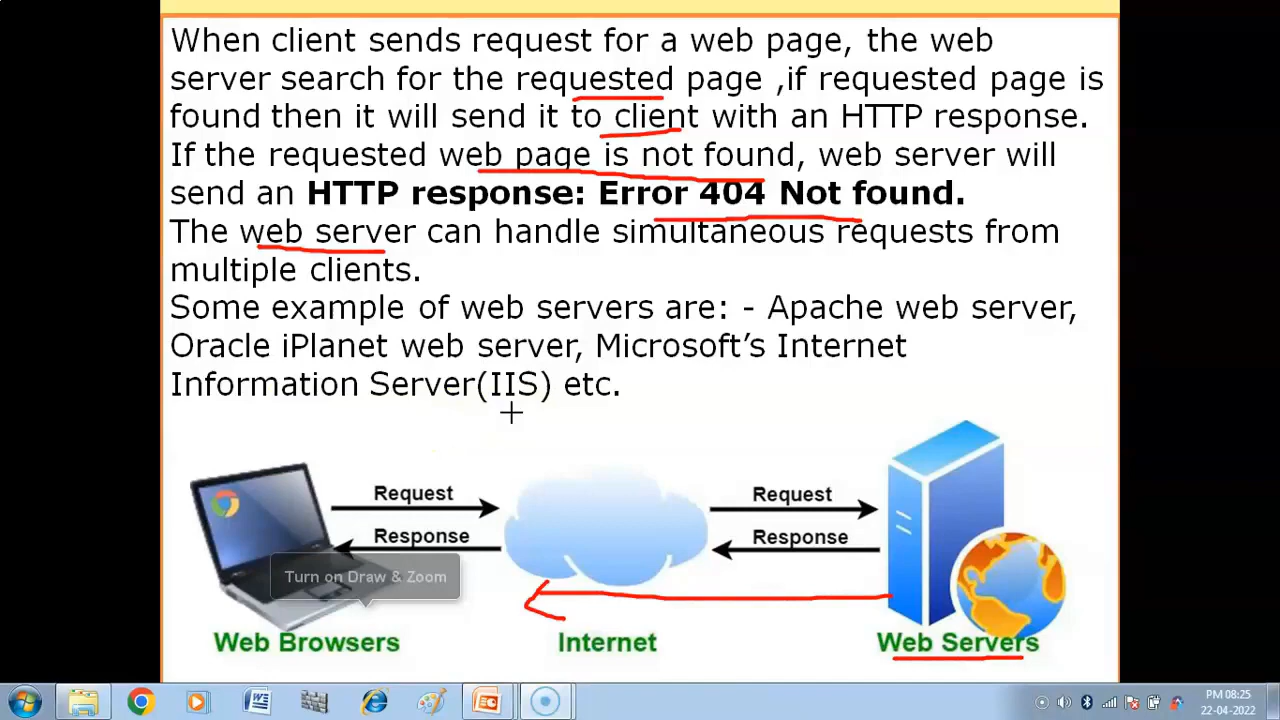 When client sends request for a web page, the web
server search for the requested page ,if requested page is
found then it will send it to client with an HTTP response.
If the requested web page is not found, web server will
send an HTTP response: Error 404 Not found.
The web server can handle simultaneous requests from
multiple clients.
Some example of web servers are: - Apache web server,
Oracle iPlanet web server, Microsoft’s Internet
Information Server(IIS) etc.
Request
Request
Response
Response
Turn on Draw & Zoom
Web Browsers
Internet
Web Servers
PM 08:25
22-04-2022